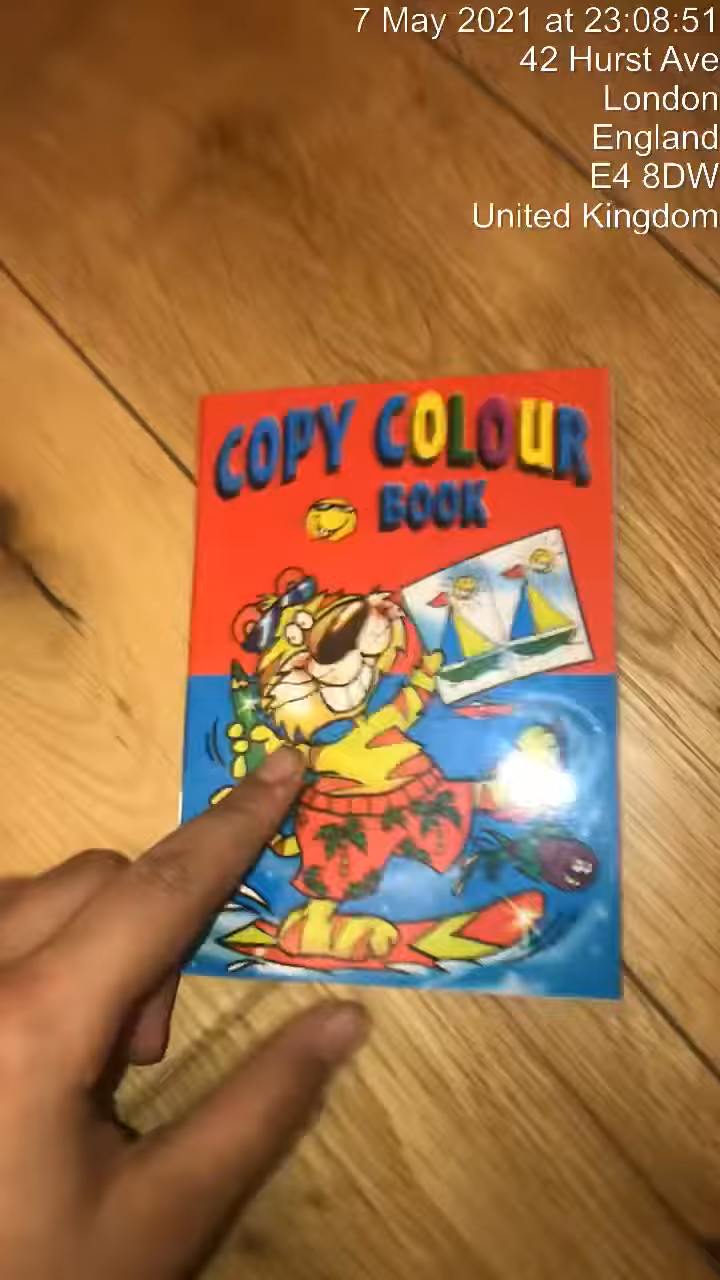 7 May 2021 at 23:08:51
42 Hurst Ave
London
England
E4 8DW
United Kingdom
COPY COLOUR
BOOK